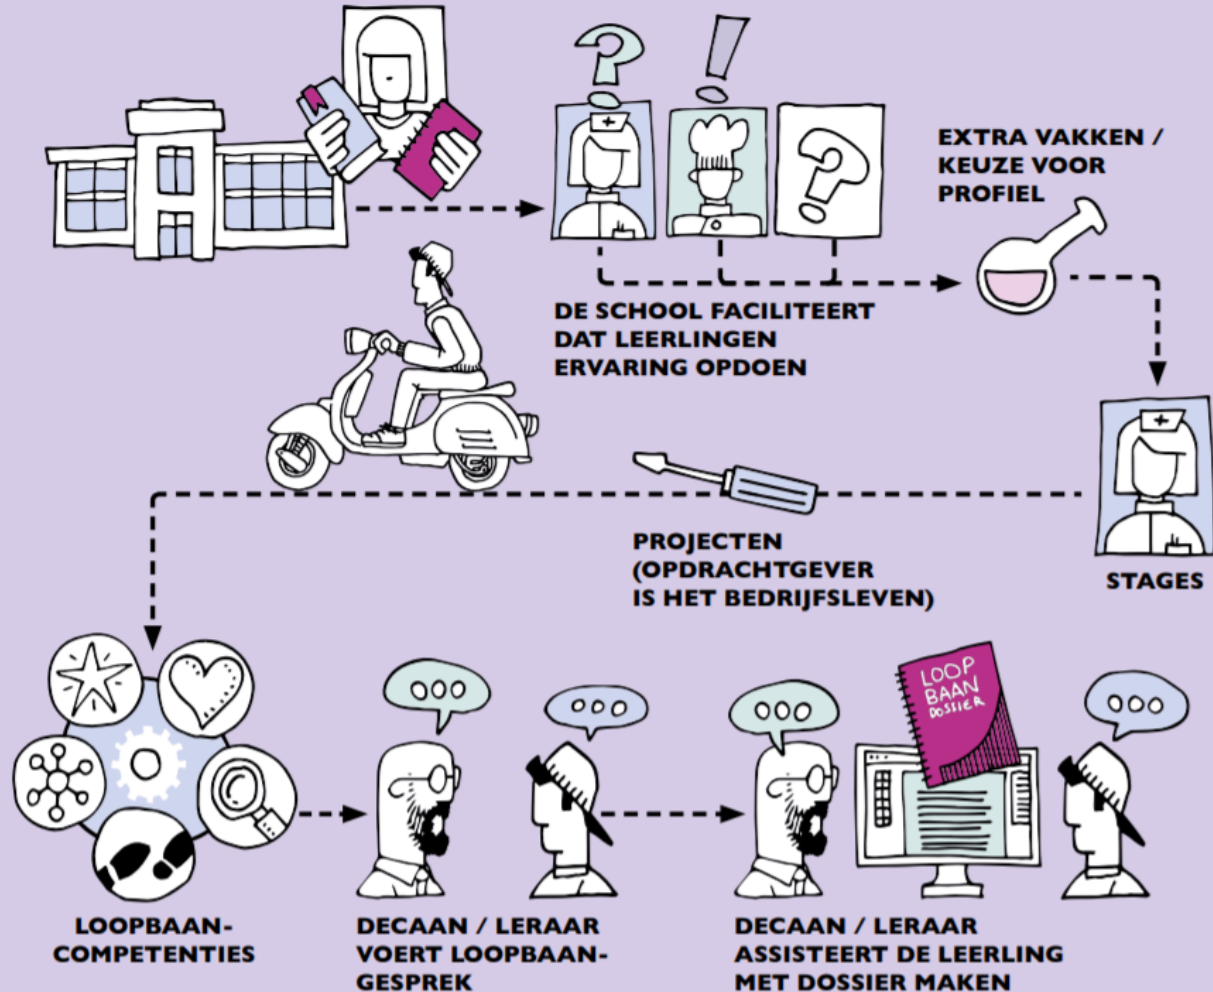 EXTRA VAKKEN /
KEUZE VOOR
PROFIEL
DE SCHOOL FACILITEERT
DAT LEERLINGEN
ERVARING OPDOEN
STAGES
PROJECTEN
(OPDRACHTGEVER
IS HET BEDRIJFSLEVEN)
LOOP
BAAN
DOSSIER
LOOPBAAN-
COMPETENTIES
DECAAN / LERAAR
VOERT LOOPBAAN-
GESPREK
DECAAN / LERAAR
ASSISTEERT DE LEERLING
MET DOSSIER MAKEN